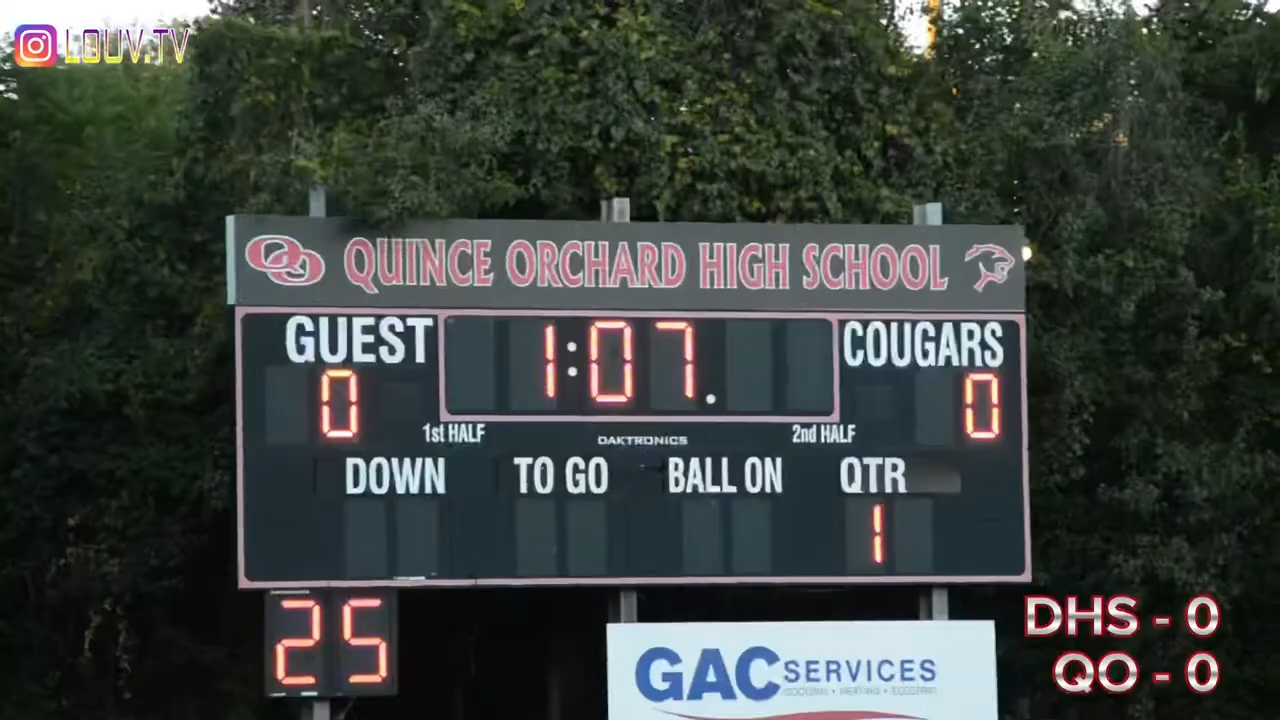 LOUV.TV
QO QUINCE ORCHARD HIGH SCHOOL
GUEST 1:07. COUGARS
0 0
1st HALF DAKTRONICS 2nd HALF
DOWN TO GO BALL ON QTR
1
25
DHS - 0
QO - 0
GAC SERVICES